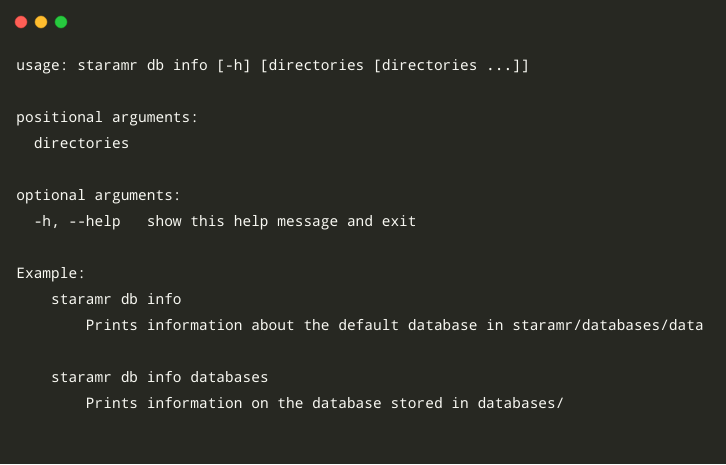 usage: staramr db info [-h] [directories [directories ...]]

positional arguments:
  directories

optional arguments:
  -h, --help   show this help message and exit

Example:
    staramr db info
        Prints information about the default database in staramr/databases/data

    staramr db info databases
        Prints information on the database stored in databases/